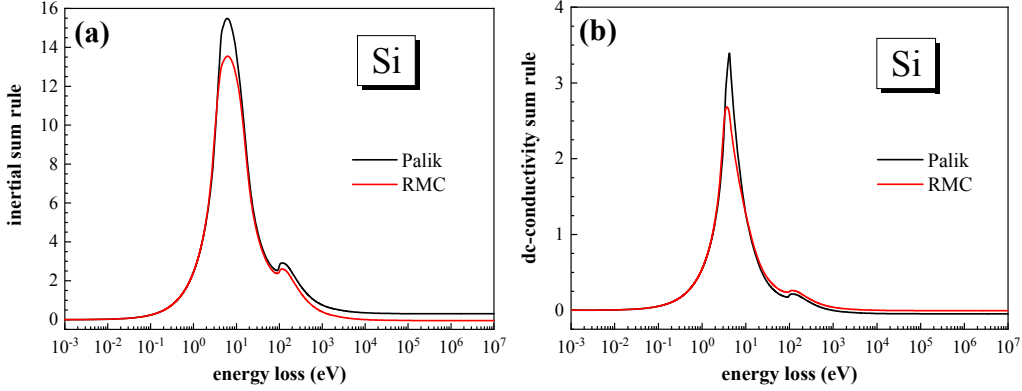 (a)
Si
inertial sum rule
16
14
12
10
8
6
4
2
0
Palik
RMC
10⁻³ 10⁻² 10⁻¹ 10⁰ 10¹ 10² 10³ 10⁴ 10⁵ 10⁶ 10⁷
energy loss (eV)
(b)
Si
dc-conductivity sum rule
4
3
2
1
0
Palik
RMC
10⁻³ 10⁻² 10⁻¹ 10⁰ 10¹ 10² 10³ 10⁴ 10⁵ 10⁶ 10⁷
energy loss (eV)